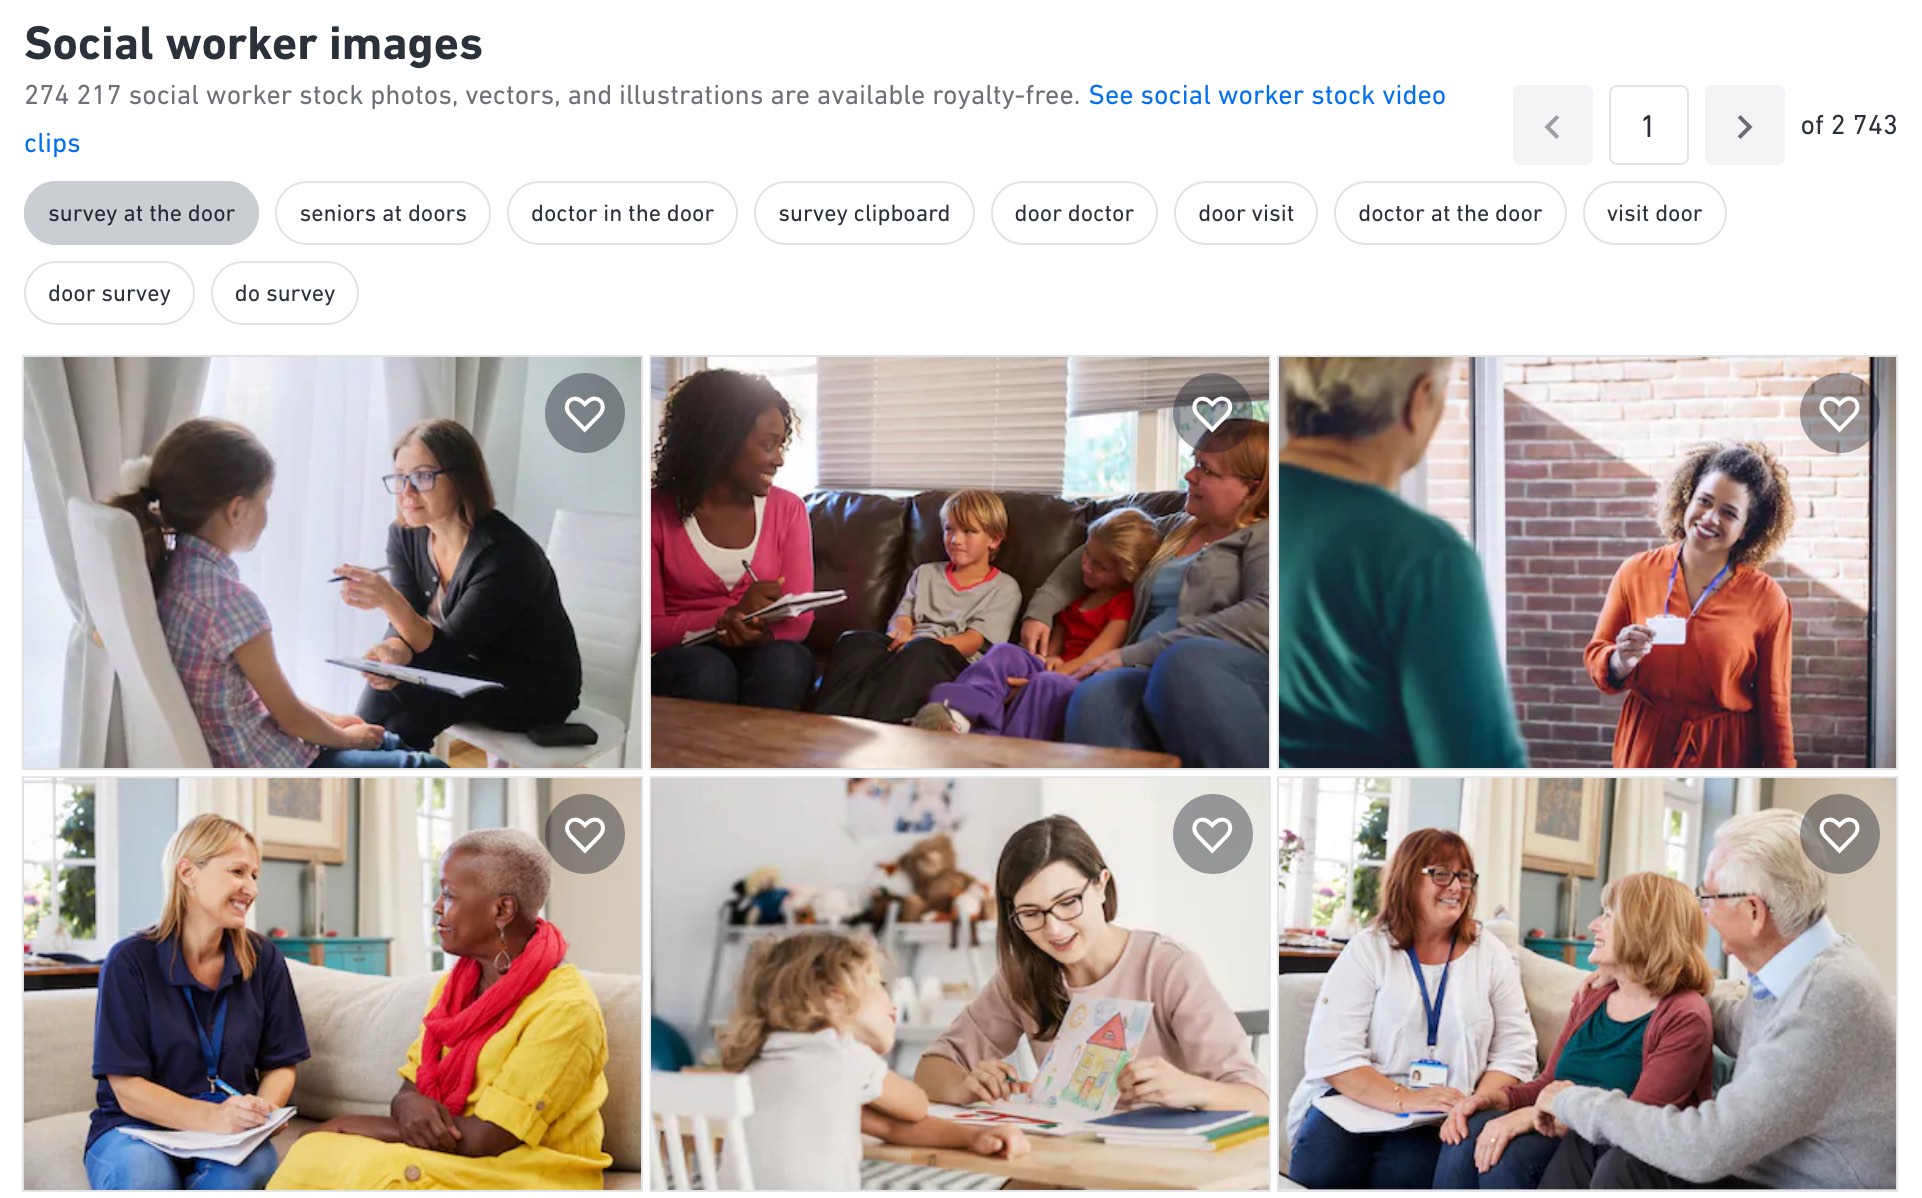 Social worker images
274 217 social worker stock photos, vectors, and illustrations are available royalty-free. See social worker stock video
clips
1
of 2 743
survey at the door
seniors at doors
doctor in the door
survey clipboard
door doctor
door visit
doctor at the door
visit door
door survey
do survey